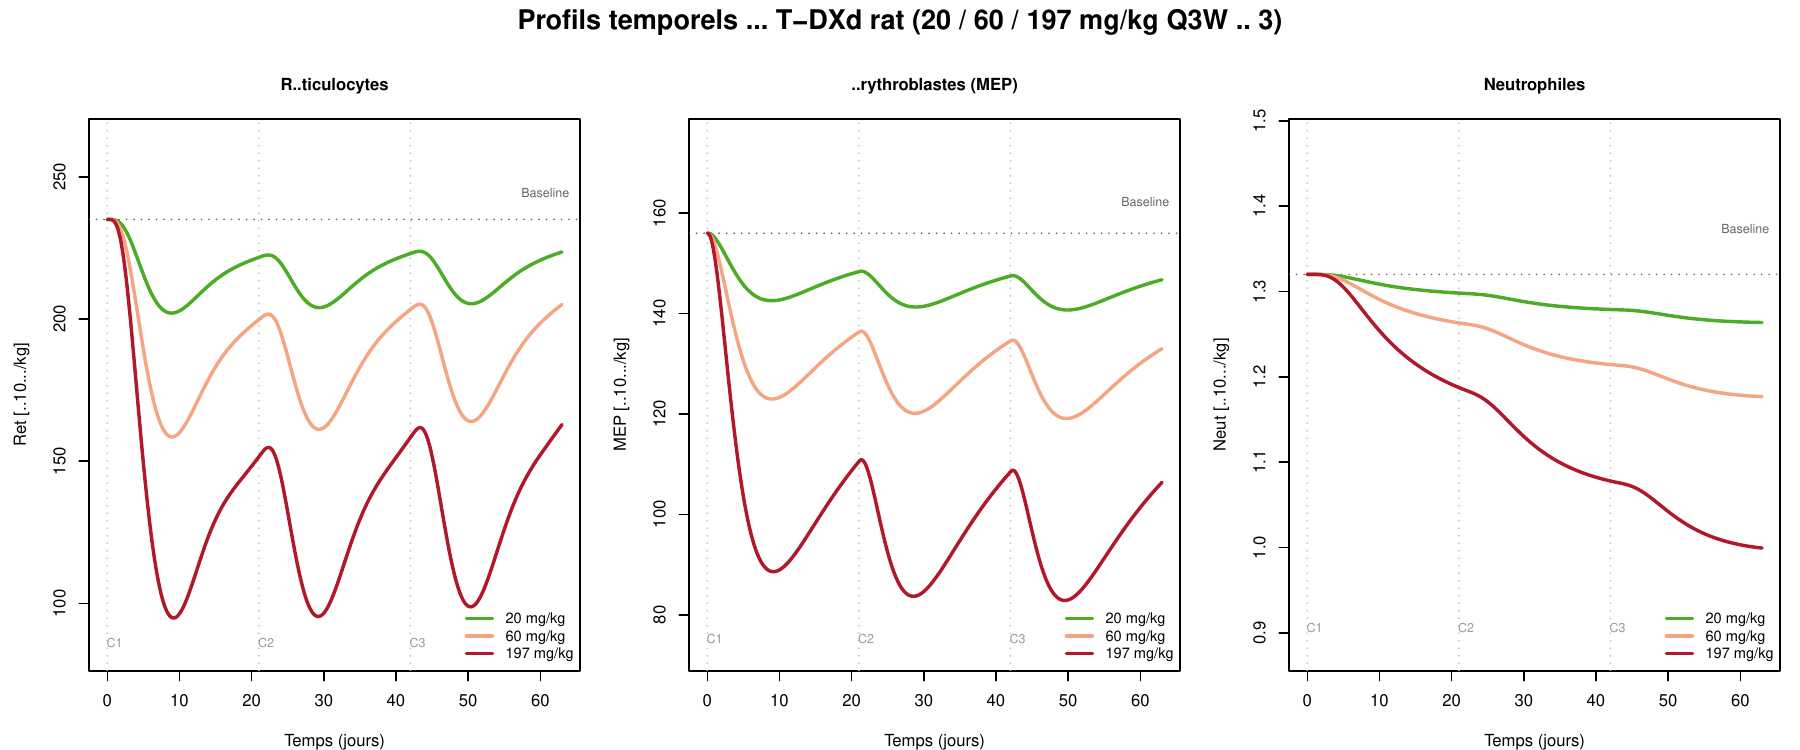 Profils temporels ... T−DXd rat (20 / 60 / 197 mg/kg Q3W .. 3)
R..ticulocytes
Ret [..10.../kg]
250
200
150
100
Baseline
C1
C2
C3
20 mg/kg
60 mg/kg
197 mg/kg
0 10 20 30 40 50 60
Temps (jours)
..rythroblastes (MEP)
MEP [..10.../kg]
160
140
120
100
80
Baseline
C1
C2
C3
20 mg/kg
60 mg/kg
197 mg/kg
0 10 20 30 40 50 60
Temps (jours)
Neutrophiles
Neut [..10.../kg]
1.5
1.4
1.3
1.2
1.1
1.0
0.9
Baseline
C1
C2
C3
20 mg/kg
60 mg/kg
197 mg/kg
0 10 20 30 40 50 60
Temps (jours)